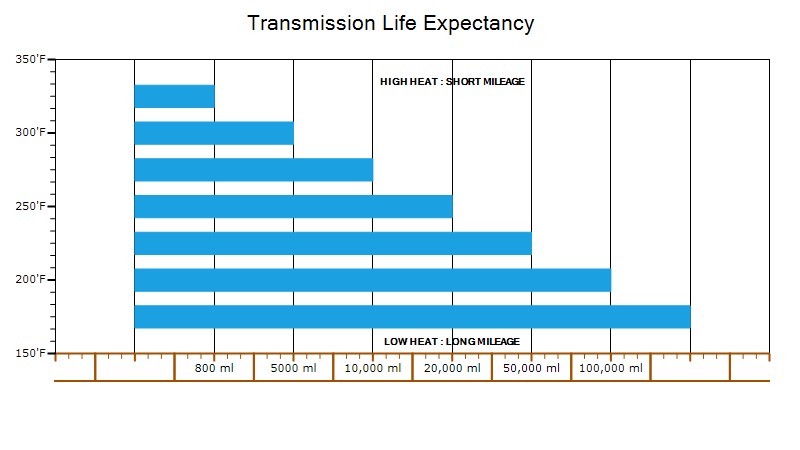 Transmission Life Expectancy
350'F
HIGH HEAT : SHORT MILEAGE
300'F
250'F
200'F
LOW HEAT : LONG MILEAGE
150'F
800 ml 5000 ml 10,000 ml 20,000 ml 50,000 ml 100,000 ml